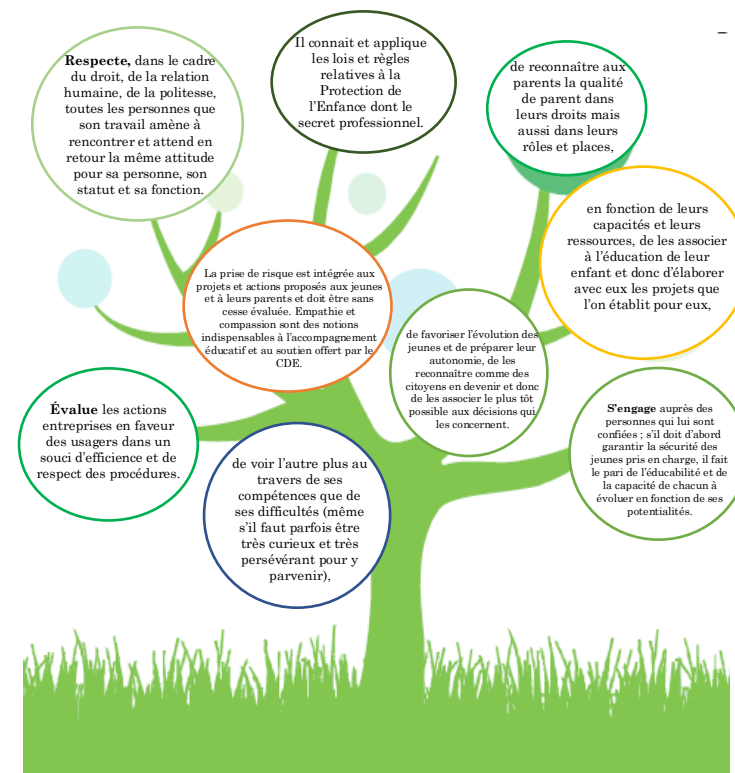 Respecte, dans le cadre
du droit, de la relation
humaine, de la politesse,
toutes les personnes que
son travail amène à
rencontrer et attend en
retour la même attitude
pour sa personne, son
statut et sa fonction.
Il connait et applique
les lois et règles
relatives à la
Protection de
l'Enfance dont le
secret professionnel.
de reconnaître aux
parents la qualité
de parent dans
leurs droits mais
aussi dans leurs
rôles et places,
en fonction de leurs
capacités et leurs
ressources, de les associer
à l'éducation de leur
enfant et donc d'élaborer
avec eux les projets que
l'on établit pour eux,
La prise de risque est intégrée aux
projets et actions proposés aux jeunes
et à leurs parents et doit être sans
cesse évaluée. Empathie et
compassion sont des notions
indispensables à l'accompagnement
éducatif et au soutien offert par le
CDE.
de favoriser l'évolution des
jeunes et de préparer leur
autonomie, de les
reconnaître comme des
citoyens en devenir et donc
de les associer le plus tôt
possible aux décisions qui
les concernent.
Évalue les actions
entreprises en faveur
des usagers dans un
souci d'efficience et de
respect des procédures.
de voir l'autre plus au
travers de ses
compétences que de
ses difficultés (même
s'il faut parfois être
très curieux et très
persévérant pour y
parvenir),
S'engage auprès des
personnes qui lui sont
confiées ; s'il doit d'abord
garantir la sécurité des
jeunes pris en charge, il fait
le pari de l'éducabilité et de
la capacité de chacun à
évoluer en fonction de ses
potentialités.